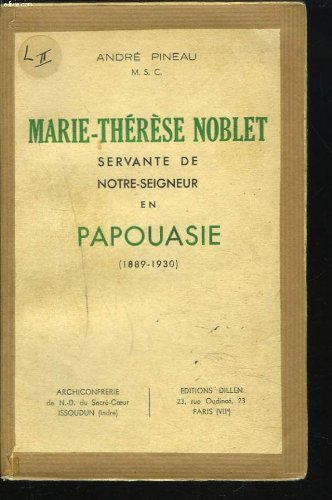 L II
ANDRÉ PINEAU
M. S. C.
MARIE-THÉRÈSE NOBLET
SERVANTE DE
NOTRE-SEIGNEUR
EN
PAPOUASIE
(1889-1930)
ARCHICONFRERIE
de N.-D. du Sacré-Cœur
ISSOUDUN (Indre)
EDITIONS DILLEN
23, rue Oudinot, 23
PARIS (VIIᵉ)